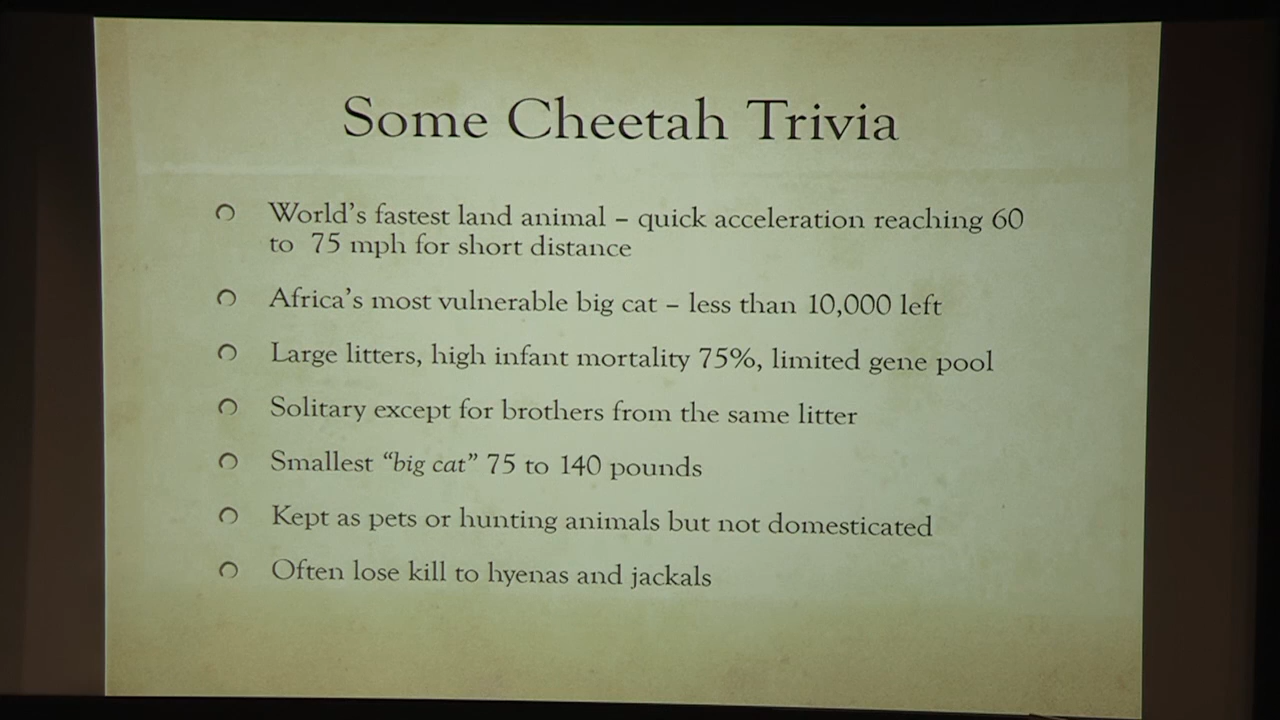 Some Cheetah Trivia
World's fastest land animal – quick acceleration reaching 60
to 75 mph for short distance
Africa's most vulnerable big cat – less than 10,000 left
Large litters, high infant mortality 75%, limited gene pool
Solitary except for brothers from the same litter
Smallest “big cat” 75 to 140 pounds
Kept as pets or hunting animals but not domesticated
Often lose kill to hyenas and jackals